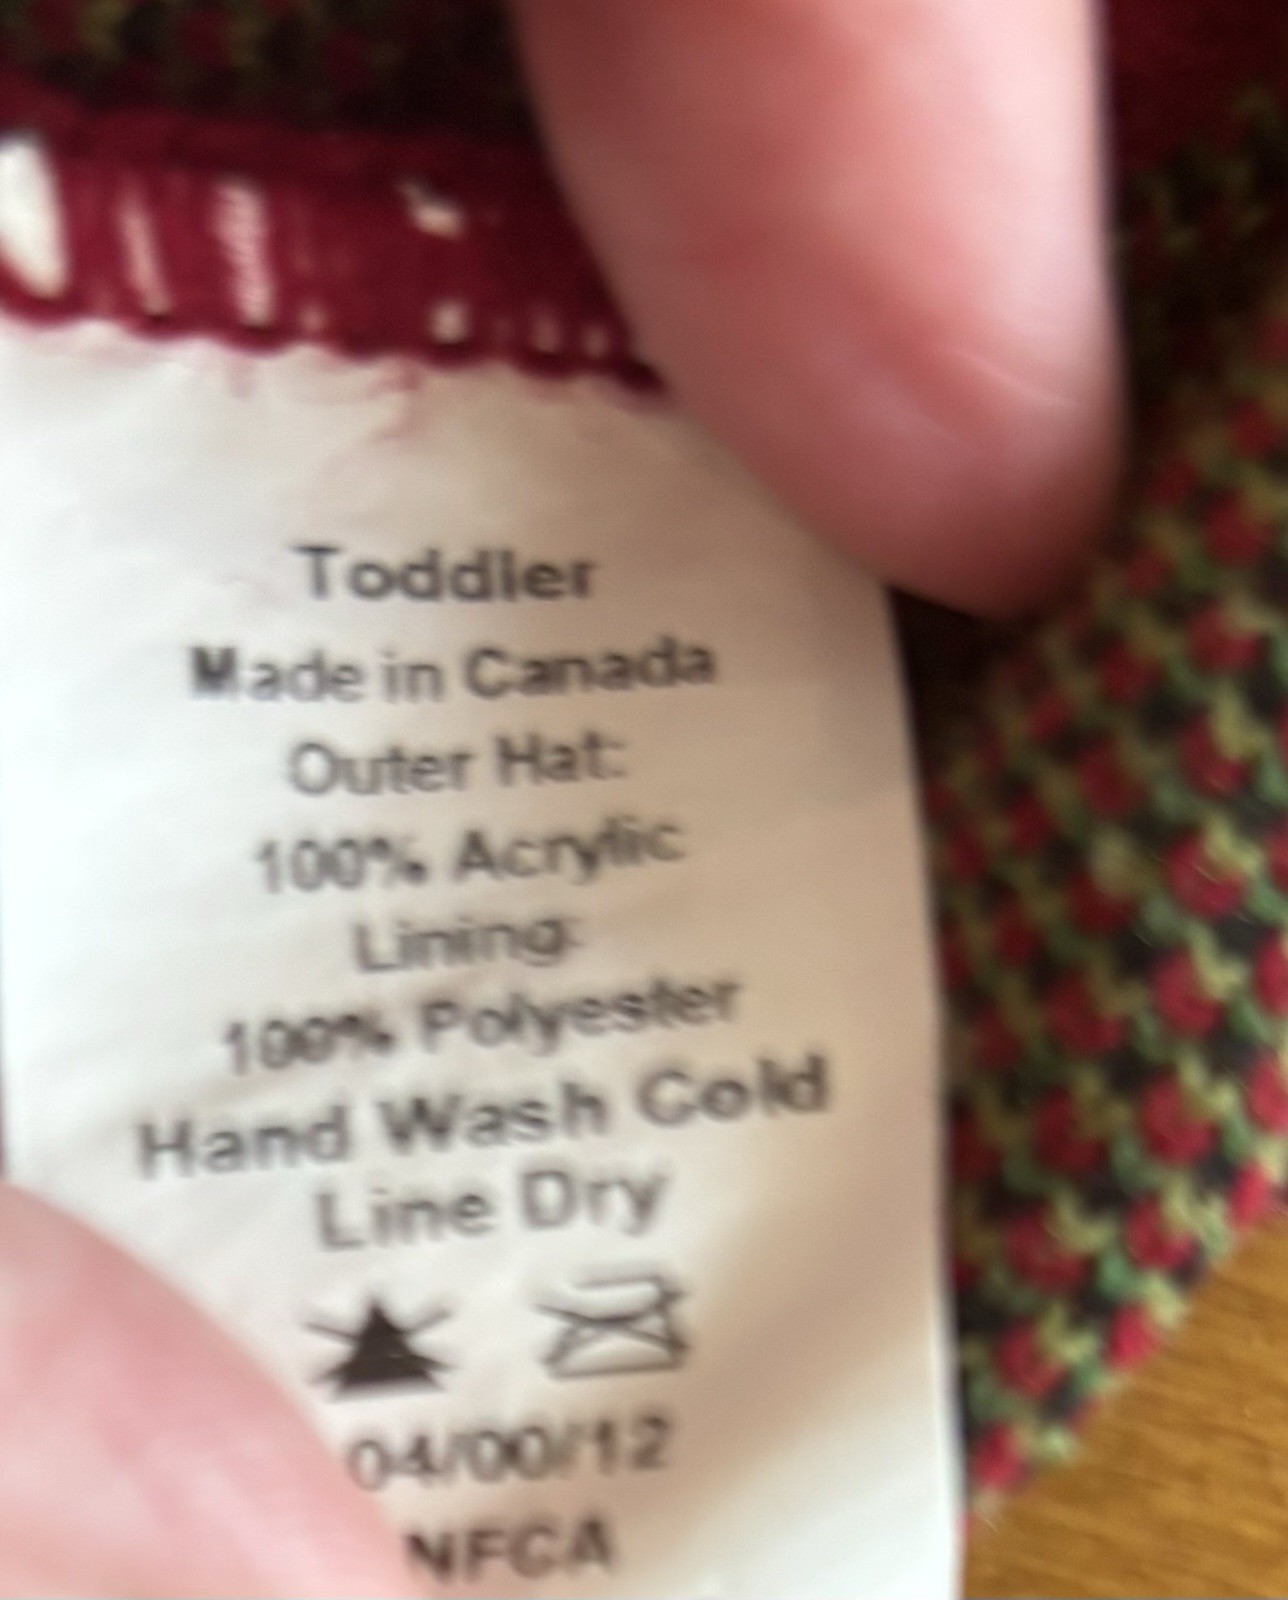 Toddler
Made in Canada
Outer Hat:
100% Acrylic
Lining:
100% Polyester
Hand Wash Cold
Line Dry
04/00/12
NFCA